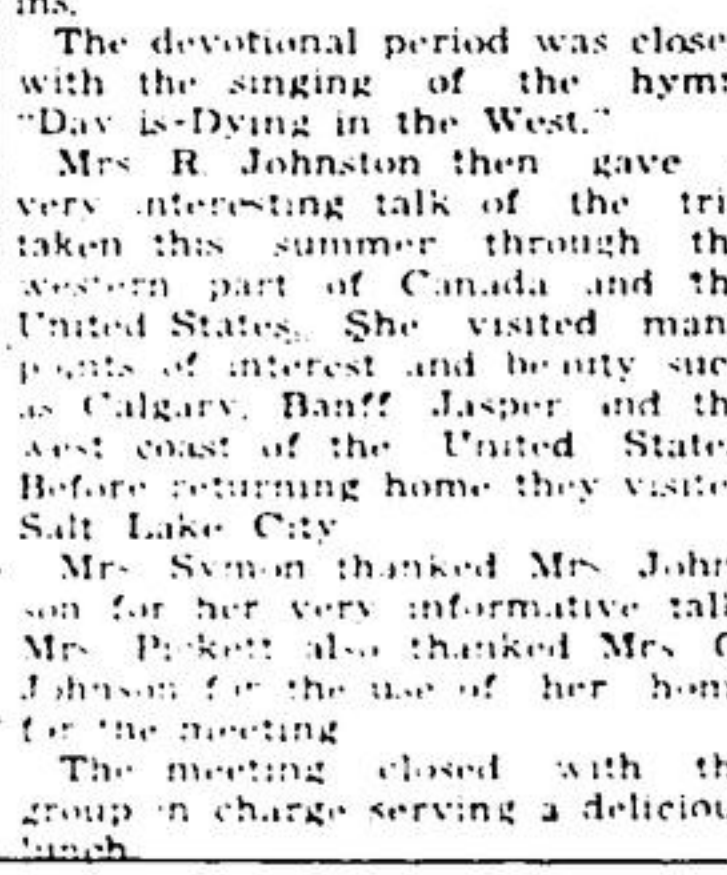 ins.
The devotional period was close
with the singing of the hym
"Day is Dying in the West."
Mrs R. Johnston then gave
very interesting talk of the tri
taken this summer through th
western part of Canada and th
United States. She visited man
points of interest and beauty suc
as Calgary, Banff Jasper and th
west coast of the United State
Before returning home they visite
Salt Lake City
Mrs Symon thanked Mrs John
son for her very informative tal
Mrs Pickett also thanked Mrs
Johnson for the use of her hom
for the meeting
The meeting closed with th
group in charge serving a deliciou
lunch